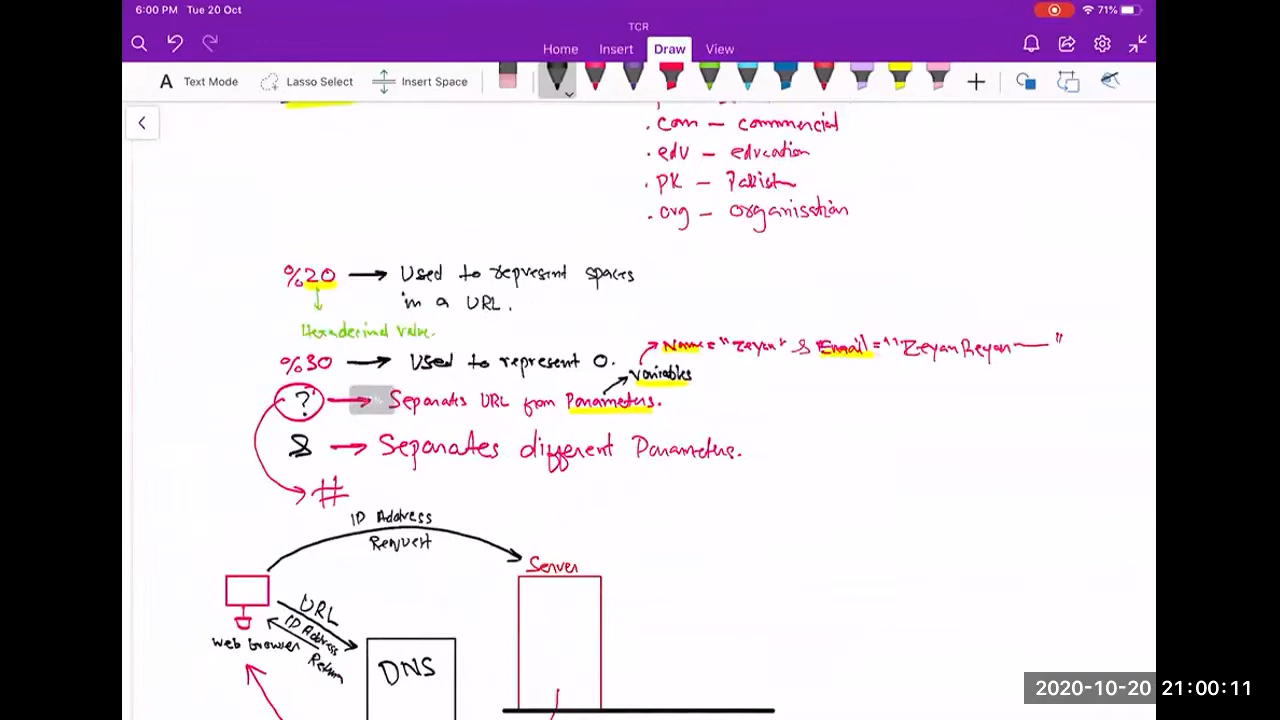 6:00 PM Tue 20 Oct
71%
TCR
Home Insert Draw View
A Text Mode Lasso Select Insert Space
.com – commercial
.edu – education
.PK – Pakistan
.org – organisation
%20 → Used to represent spaces
in a URL.
Hexadecimal value.
Name = "Zeyan" & Email = "ZeyanReyan — "
%30 → Used to represent 0.
Variables
? → Separates URL from Parameters.
& → Separates different Parameters.
#
ID Address
Request
Server
URL
ID Address
Return
Web browser
DNS
2020-10-20 21:00:11